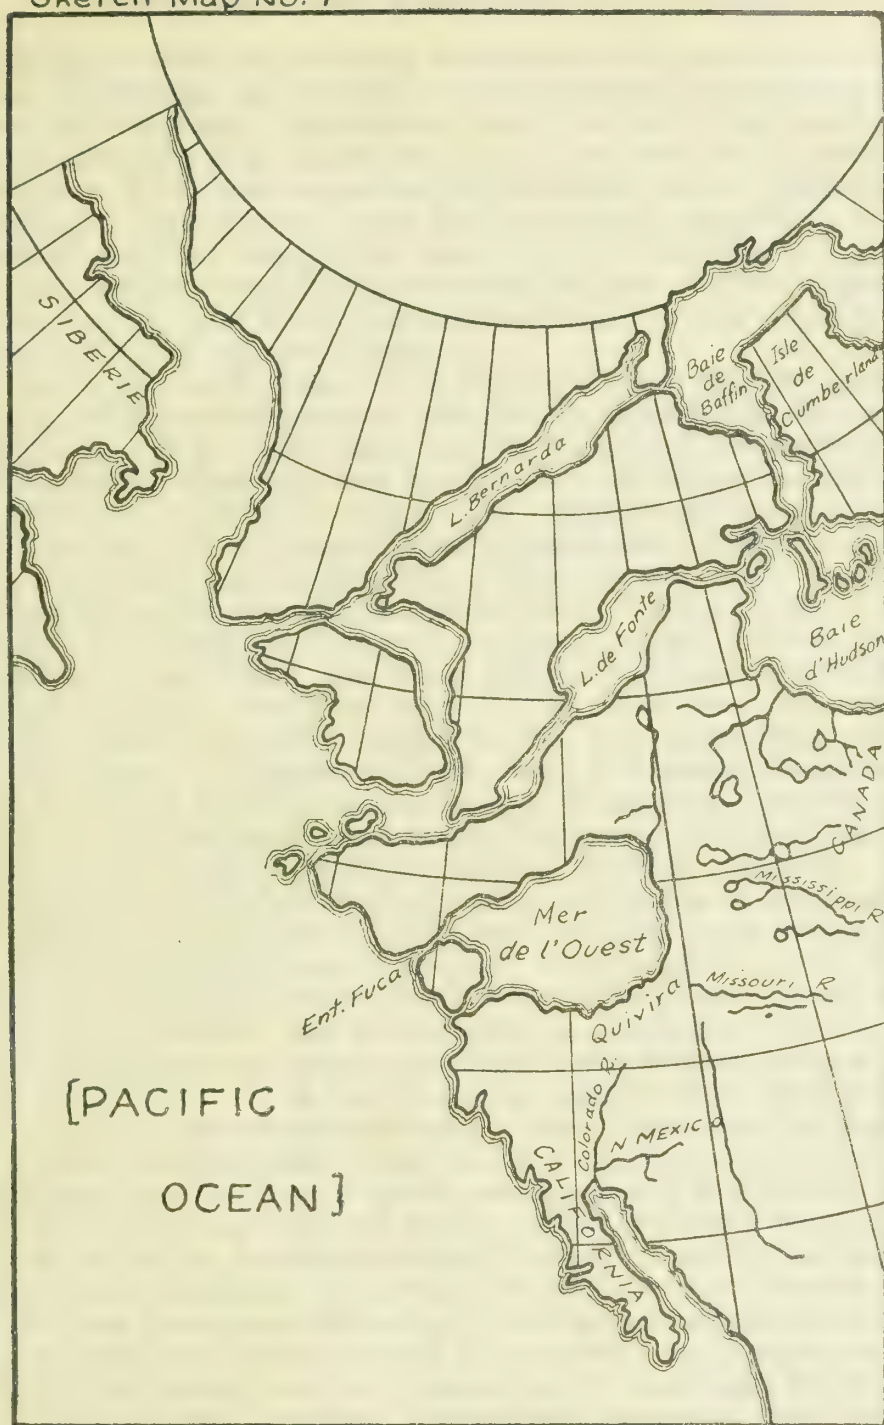 Sketch Map No. 1
SIBERIE
Baie
de
Baffin
Isle
de
Cumberland
L. Bernarda
L. de Fonte
Baie
d'Hudson
CANADA
Mississippi R
Mer
de l'Ouest
Ent. Fuca
Missouri R
Quivira
Colorado R.
N MEXICO
CALIFORNIA
[PACIFIC
OCEAN]